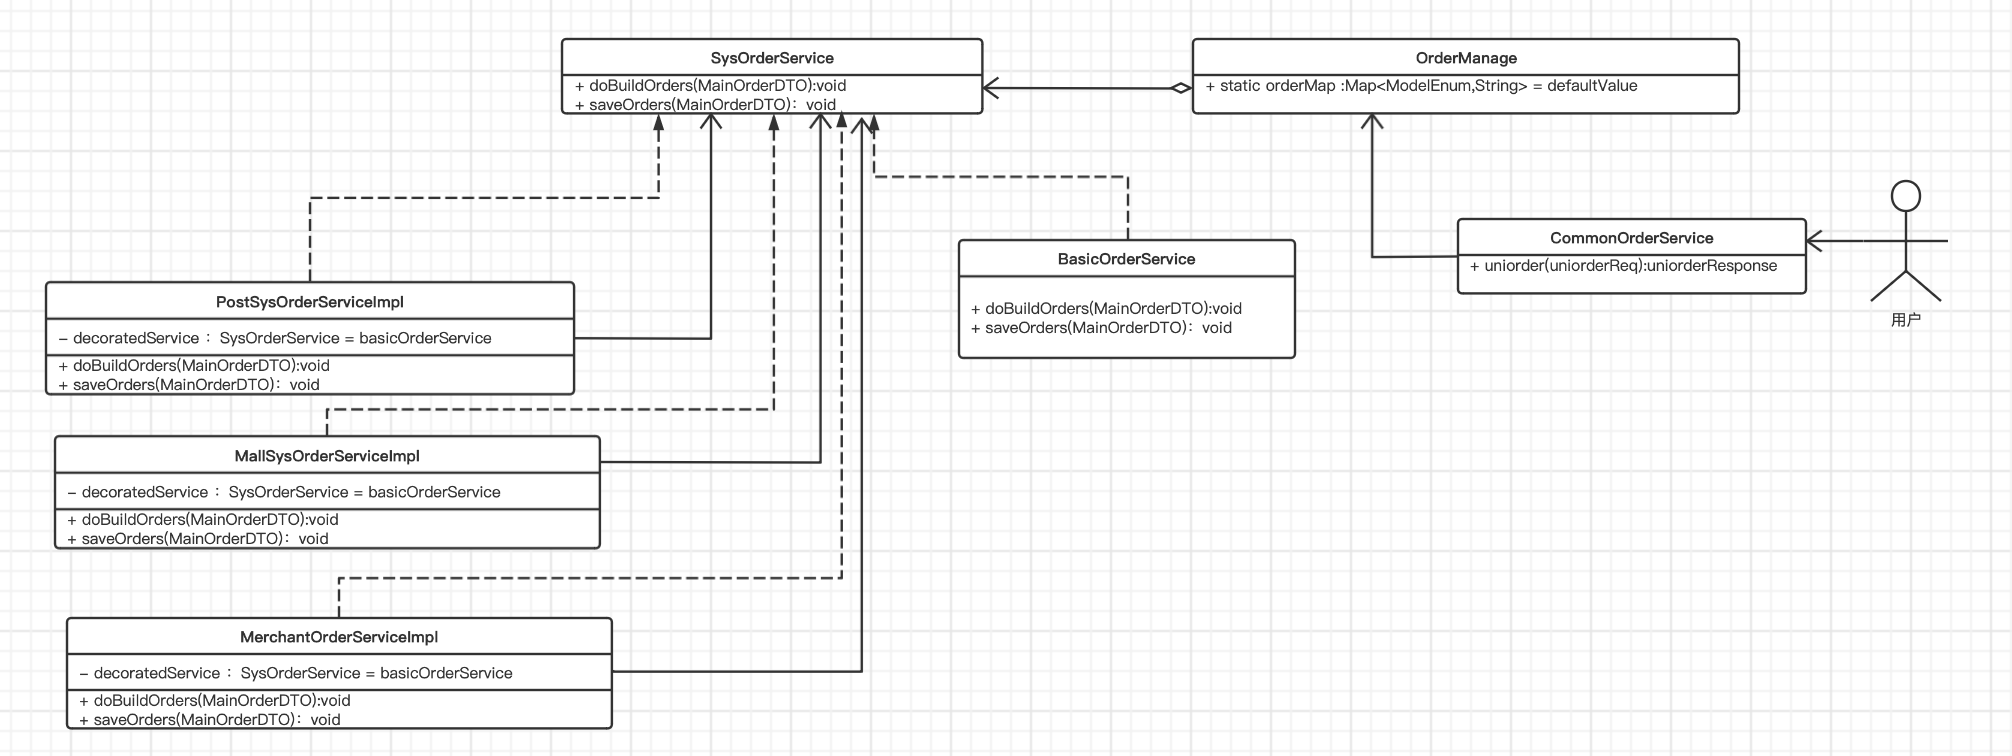 SysOrderService
+ doBuildOrders(MainOrderDTO):void
+ saveOrders(MainOrderDTO)： void
OrderManage
+ static orderMap :Map<ModelEnum,String> = defaultValue
CommonOrderService
+ uniorder(uniorderReq):uniorderResponse
用户
BasicOrderService
+ doBuildOrders(MainOrderDTO):void
+ saveOrders(MainOrderDTO)： void
PostSysOrderServiceImpl
– decoratedService： SysOrderService = basicOrderService
+ doBuildOrders(MainOrderDTO):void
+ saveOrders(MainOrderDTO)： void
MallSysOrderServiceImpl
– decoratedService： SysOrderService = basicOrderService
+ doBuildOrders(MainOrderDTO):void
+ saveOrders(MainOrderDTO)： void
MerchantOrderServiceImpl
– decoratedService： SysOrderService = basicOrderService
+ doBuildOrders(MainOrderDTO):void
+ saveOrders(MainOrderDTO)： void